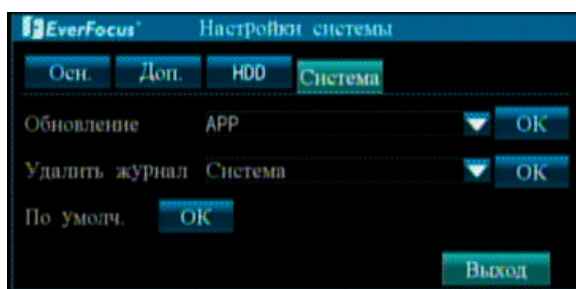 EverFocus Настройки системы
Осн. Доп. HDD Система
Обновление APP OK
Удалить журнал Система OK
По умолч. OK
Выход